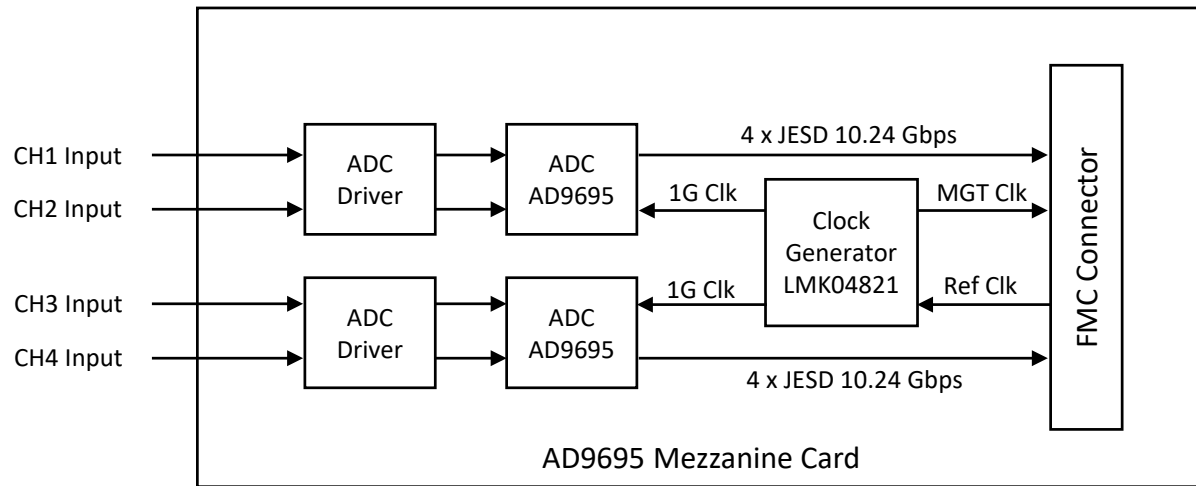 4 x JESD 10.24 Gbps
CH1 Input
ADC
Driver
ADC
AD9695
CH2 Input
1G Clk
MGT Clk
Clock
Generator
LMK04821
CH3 Input
ADC
Driver
ADC
AD9695
1G Clk
Ref Clk
CH4 Input
4 x JESD 10.24 Gbps
FMC Connector
AD9695 Mezzanine Card